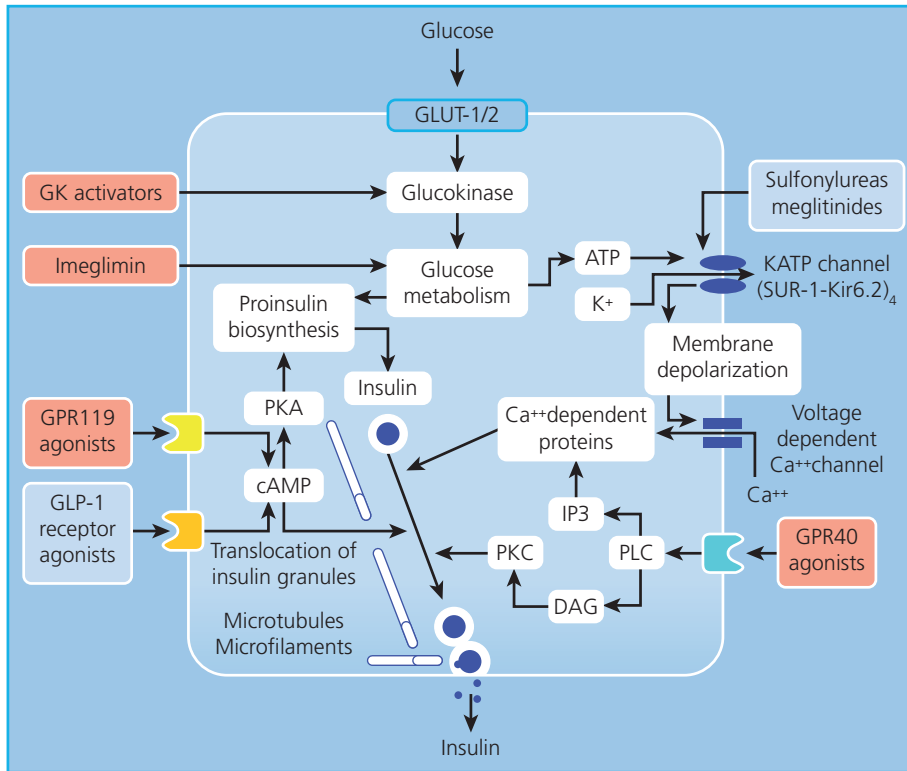 Glucose
GLUT-1/2
GK activators
Glucokinase
Sulfonylureas
meglitinides
Imeglimin
Glucose
metabolism
ATP
K+
KATP channel
(SUR-1-Kir6.2)4
Proinsulin
biosynthesis
Membrane
depolarization
Insulin
PKA
GPR119
agonists
Ca++dependent
proteins
Voltage
dependent
Ca++channel
Ca++
cAMP
GLP-1
receptor
agonists
IP3
Translocation of
insulin granules
PKC
PLC
GPR40
agonists
DAG
Microtubules
Microfilaments
Insulin